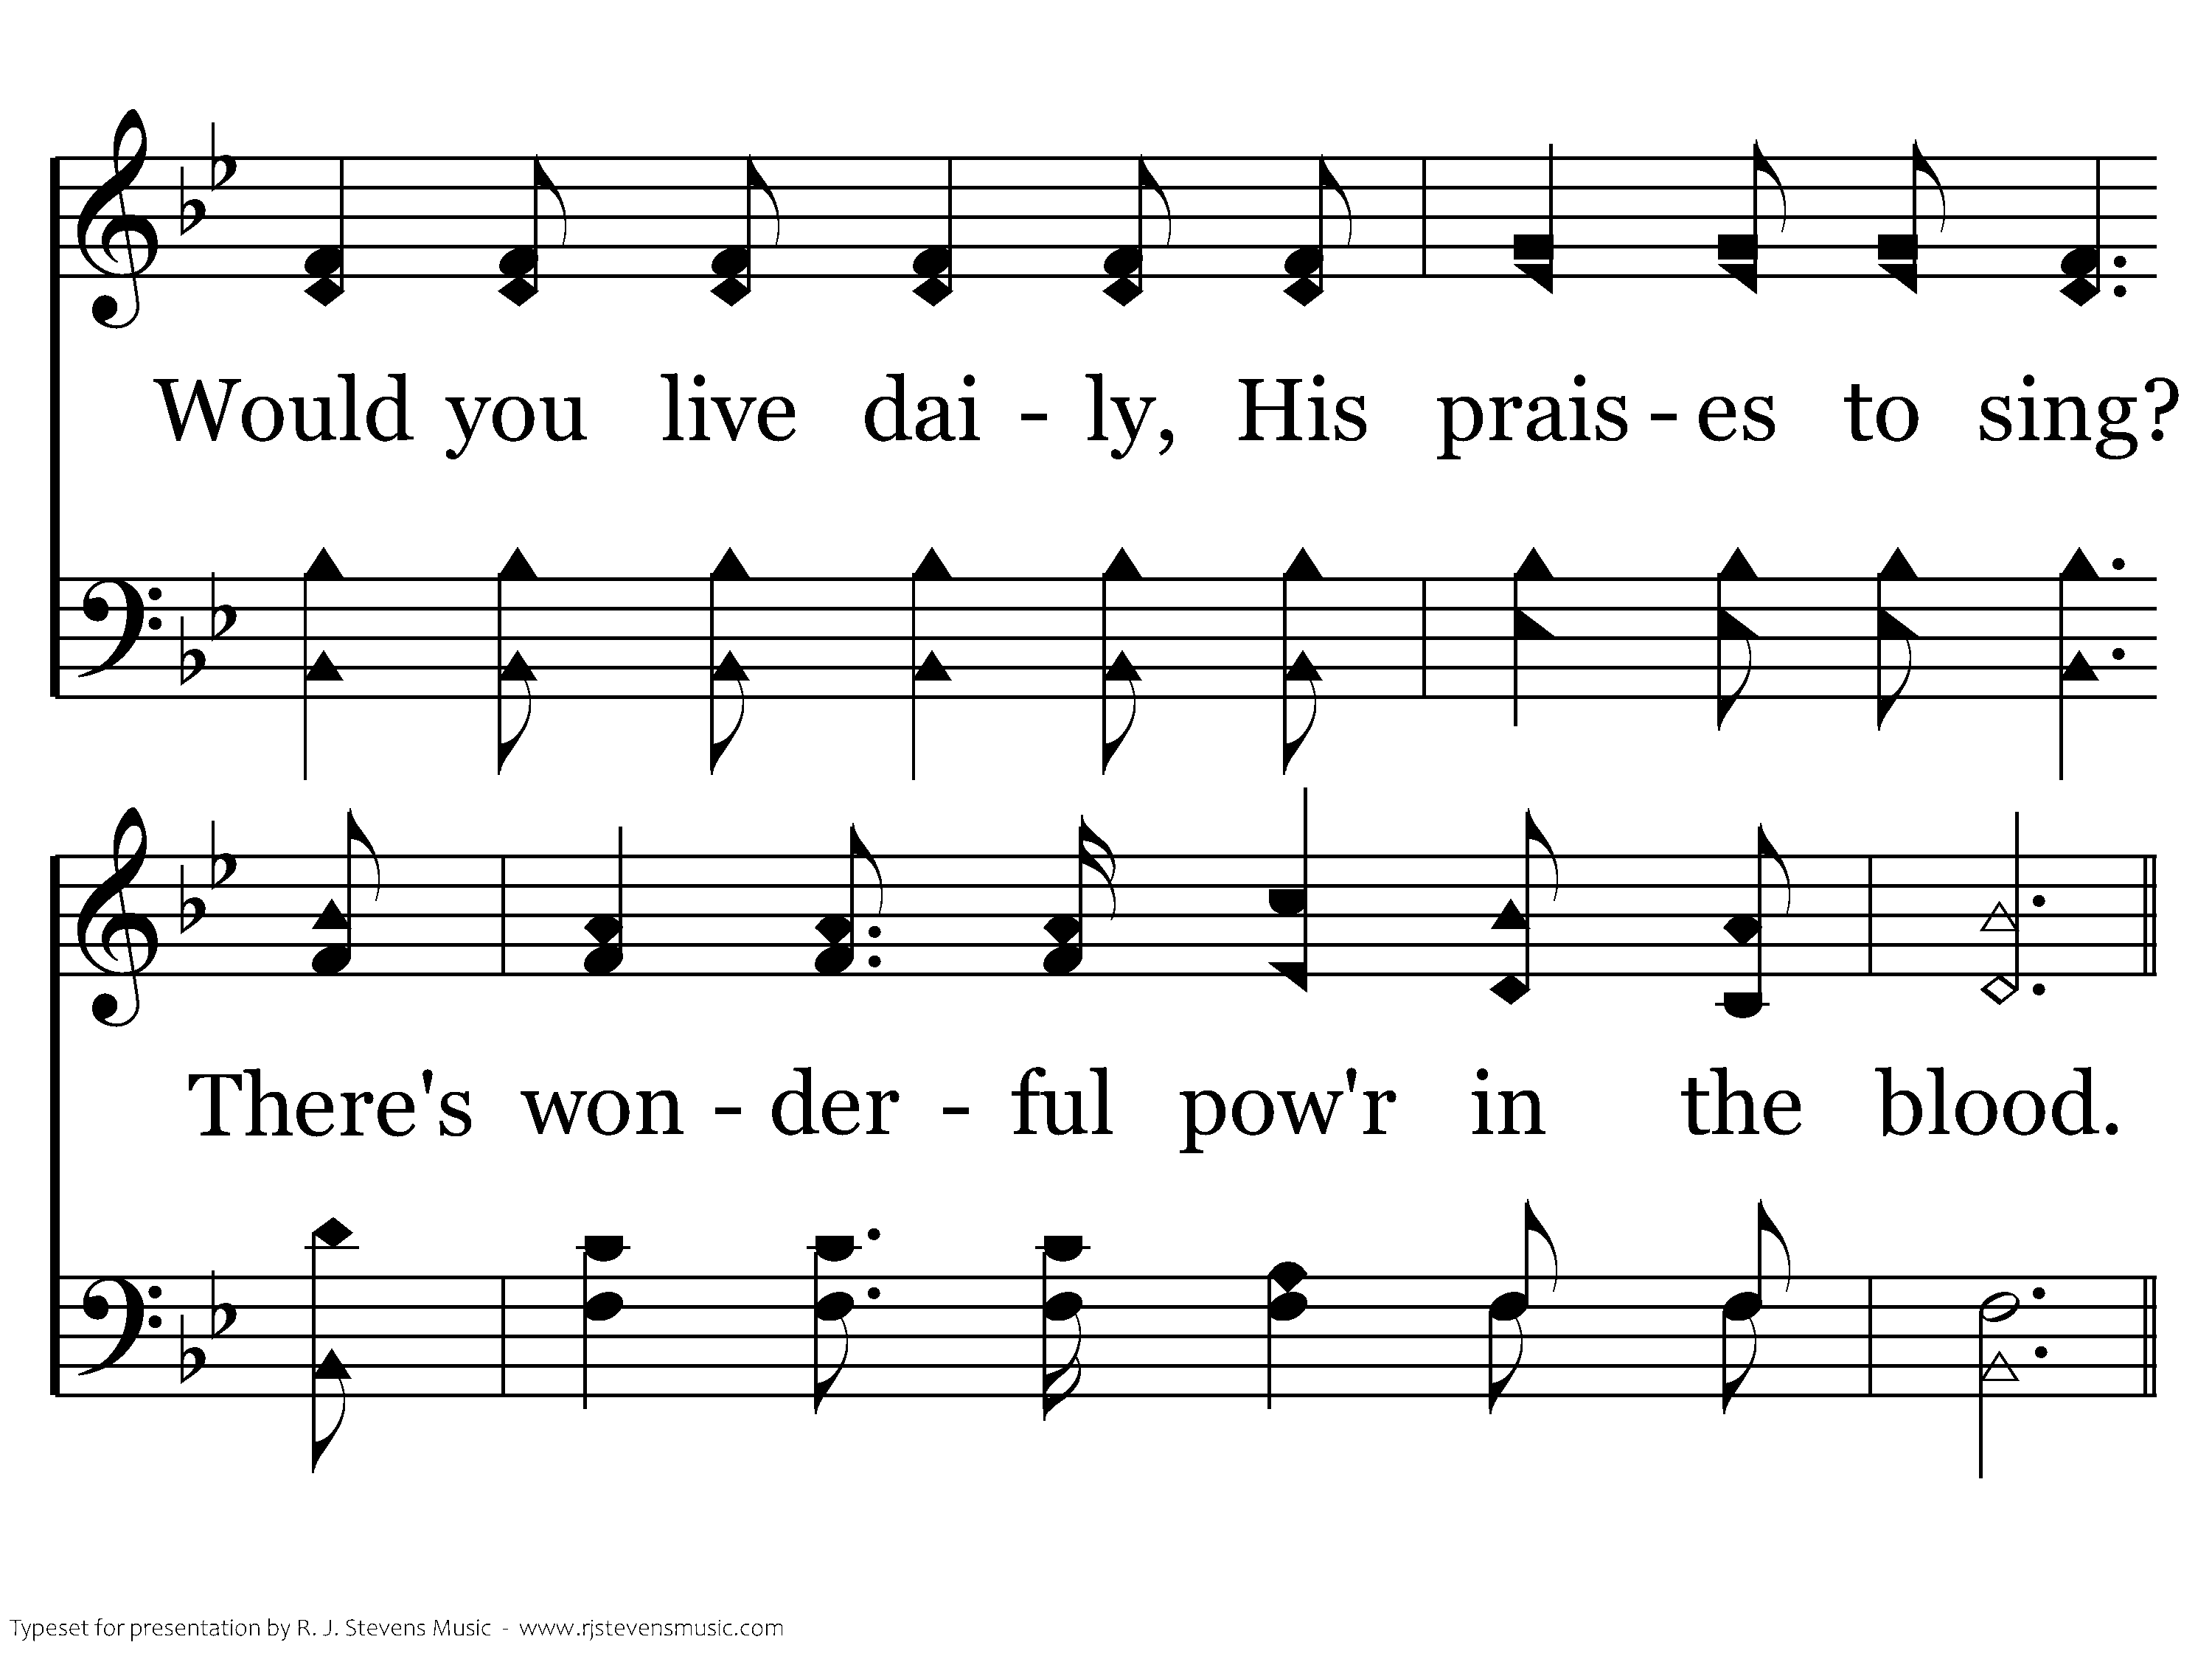 Would you live dai - ly, His prais - es to sing?
There's won - der - ful pow'r in the blood.
Typeset for presentation by R. J. Stevens Music - www.rjstevensmusic.com